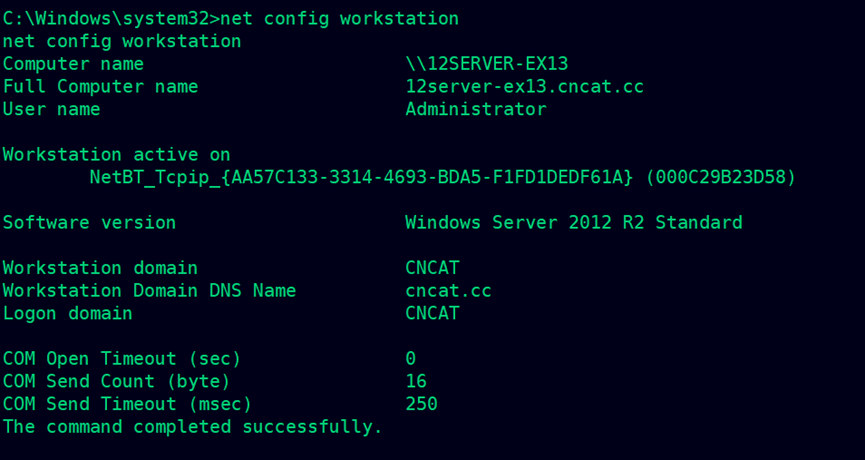 C:\Windows\system32>net config workstation
net config workstation
Computer name                        \\12SERVER-EX13
Full Computer name                   12server-ex13.cncat.cc
User name                            Administrator

Workstation active on
        NetBT_Tcpip_{AA57C133-3314-4693-BDA5-F1FD1DEDF61A} (000C29B23D58)

Software version                     Windows Server 2012 R2 Standard

Workstation domain                   CNCAT
Workstation Domain DNS Name          cncat.cc
Logon domain                         CNCAT

COM Open Timeout (sec)               0
COM Send Count (byte)                16
COM Send Timeout (msec)              250
The command completed successfully.